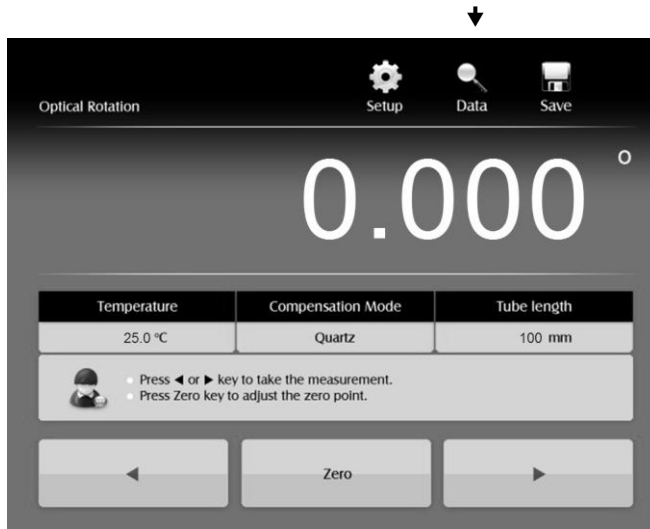 Optical Rotation
Setup
Data
Save
0.000 °
Temperature
Compensation Mode
Tube length
25.0 ℃
Quartz
100 mm
Press ◀ or ▶ key to take the measurement.
Press Zero key to adjust the zero point.
◀
Zero
▶